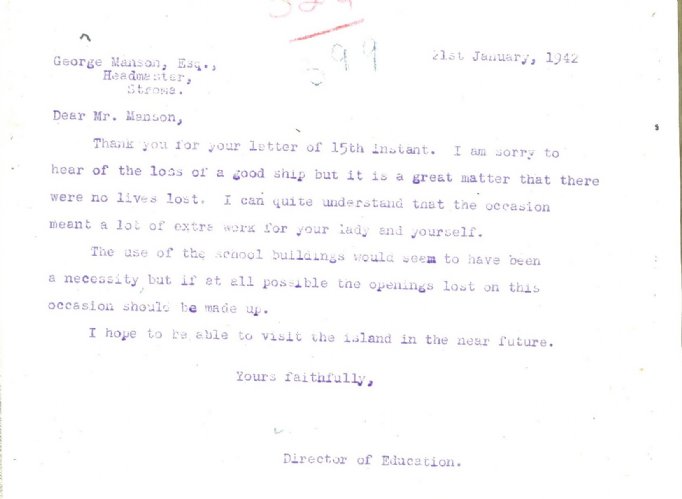 George Manson, Esq.,
Headmaster,
Stroma.
399
21st January, 1942
Dear Mr. Manson,
Thank you for your letter of 15th instant. I am sorry to
hear of the loss of a good ship but it is a great matter that there
were no lives lost. I can quite understand that the occasion
meant a lot of extra work for your lady and yourself.
The use of the school buildings would seem to have been
a necessity but if at all possible the openings lost on this
occasion should be made up.
I hope to be able to visit the island in the near future.
Yours faithfully,
Director of Education.